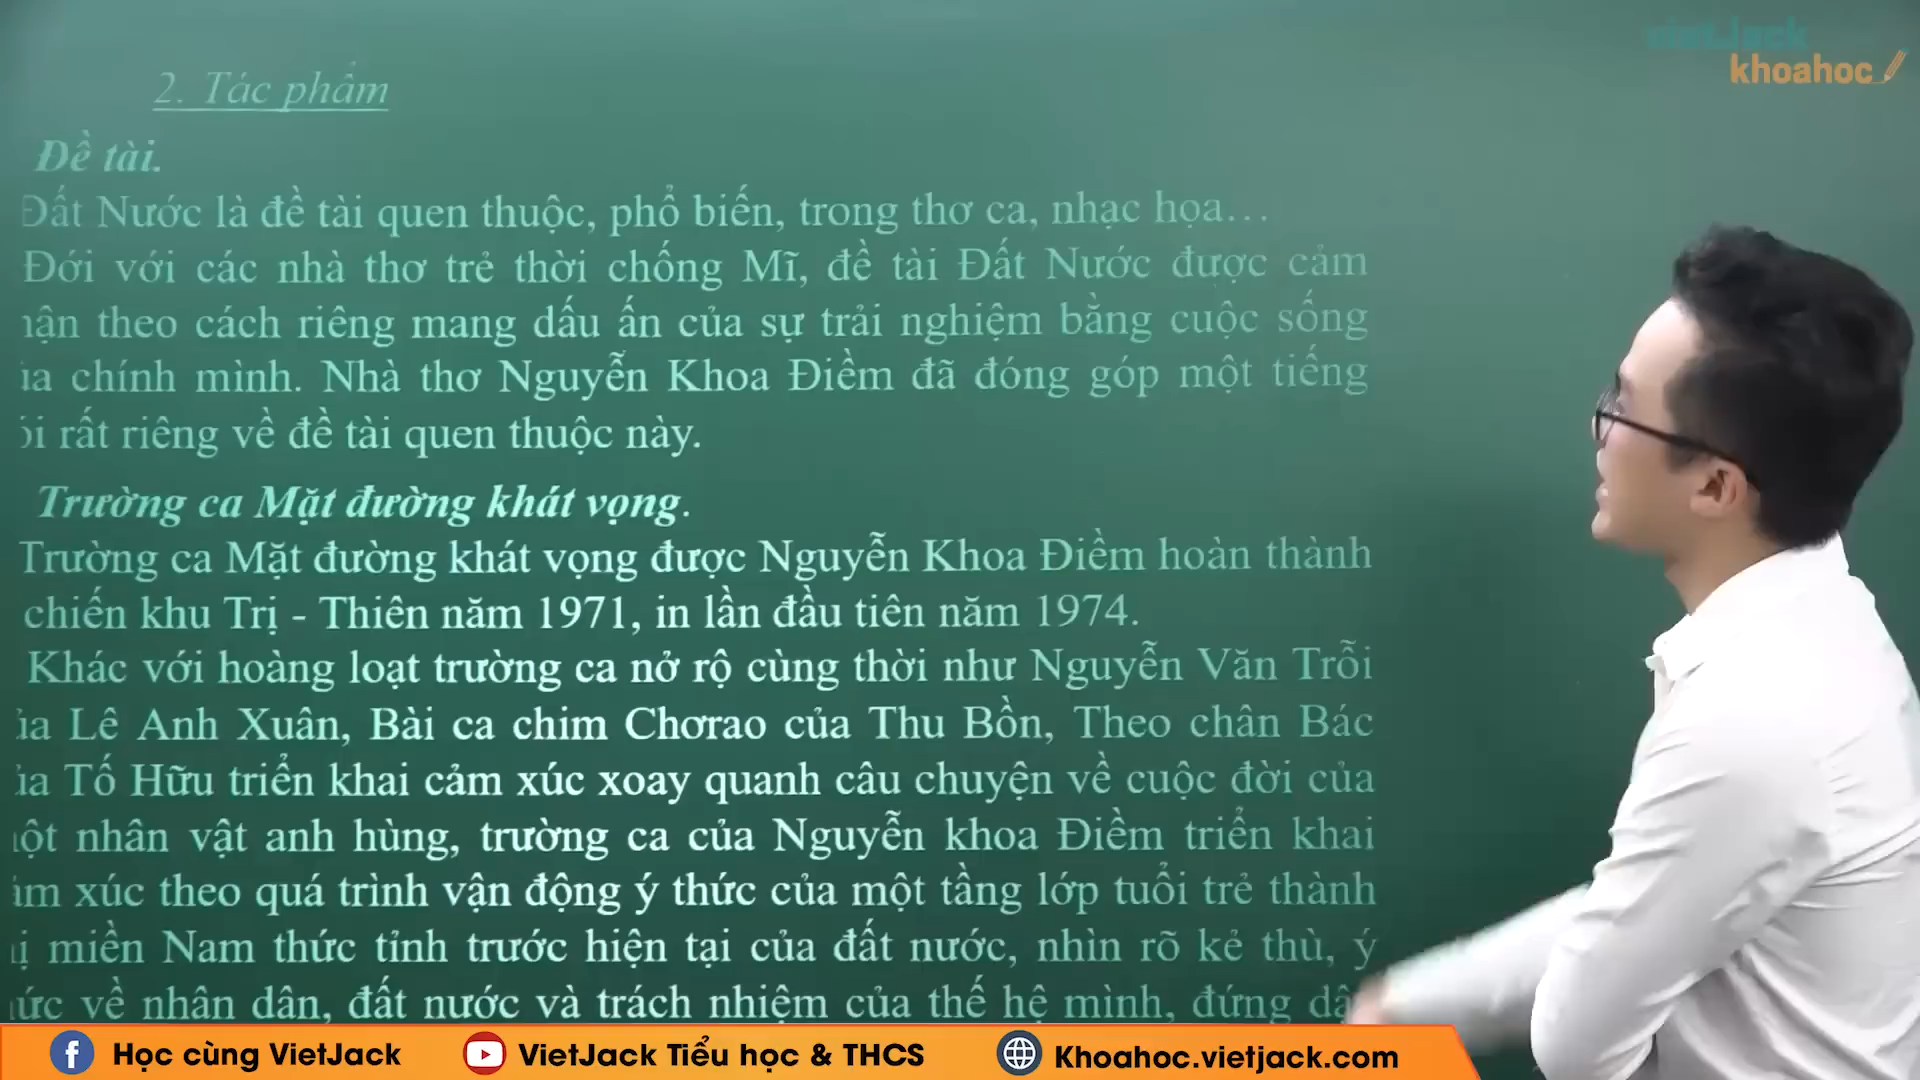 vietJack
khoahoc
2. Tác phẩm
Đề tài.
Đất Nước là đề tài quen thuộc, phổ biến, trong thơ ca, nhạc họa…
Đới với các nhà thơ trẻ thời chống Mĩ, đề tài Đất Nước được cảm
theo cách riêng mang dấu ấn của sự trải nghiệm bằng cuộc sống
chính mình. Nhà thơ Nguyễn Khoa Điềm đã đóng góp một tiếng
rất riêng về đề tài quen thuộc này.
Trường ca Mặt đường khát vọng.
Trường ca Mặt đường khát vọng được Nguyễn Khoa Điềm hoàn thành
chiến khu Trị - Thiên năm 1971, in lần đầu tiên năm 1974.
Khác với hoàng loạt trường ca nở rộ cùng thời như Nguyễn Văn Trỗi
Lê Anh Xuân, Bài ca chim Chơrao của Thu Bồn, Theo chân Bác
Tố Hữu triển khai cảm xúc xoay quanh câu chuyện về cuộc đời của
nhân vật anh hùng, trường ca của Nguyễn khoa Điềm triển khai
xúc theo quá trình vận động ý thức của một tầng lớp tuổi trẻ thành
miền Nam thức tỉnh trước hiện tại của đất nước, nhìn rõ kẻ thù, ý
về nhân dân, đất nước và trách nhiệm của thế hệ mình, đứng
Học cùng VietJack
VietJack Tiểu học & THCS
Khoahoc.vietjack.com